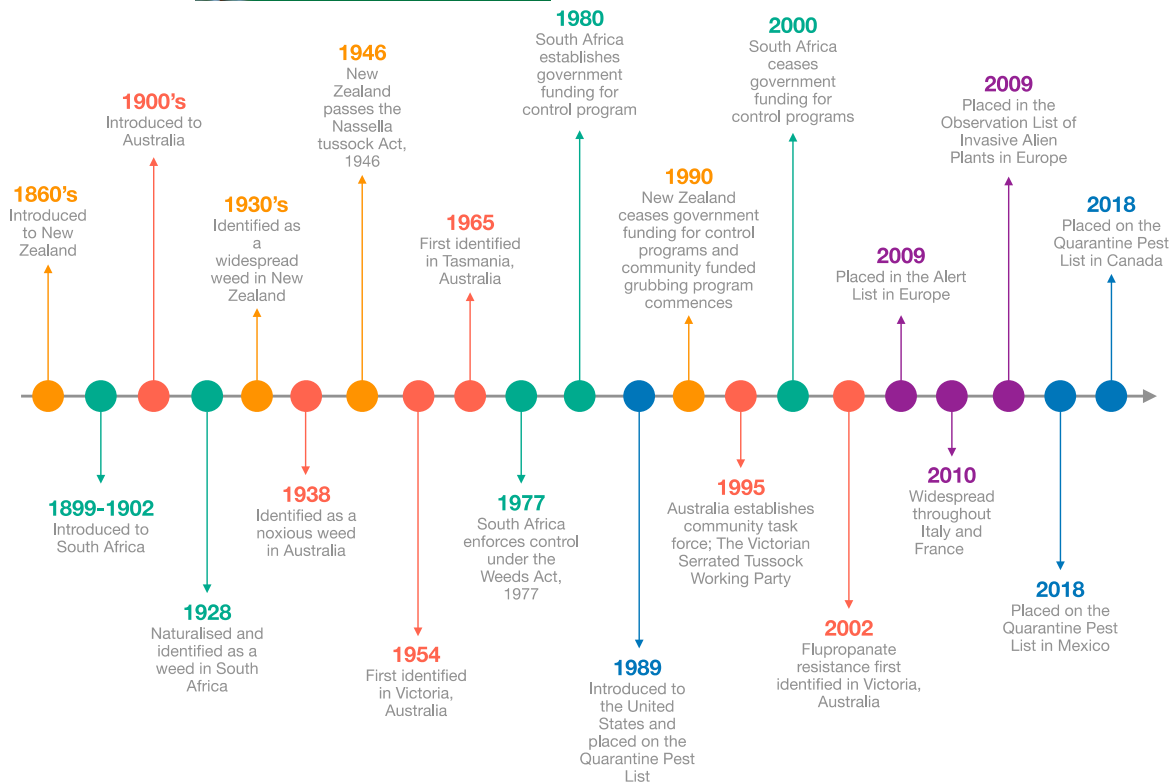 1860's
Introduced
to New
Zealand
1899-1902
Introduced to
South Africa
1900's
Introduced to
Australia
1928
Naturalised and
identified as a
weed in South
Africa
1930's
Identified as
a
widespread
weed in New
Zealand
1938
Identified as a
noxious weed
in Australia
1946
New
Zealand
passes the
Nassella
tussock Act,
1946
1954
First identified
in Victoria,
Australia
1965
First identified
in Tasmania,
Australia
1977
South Africa
enforces control
under the
Weeds Act,
1977
1980
South Africa
establishes
government
funding for
control program
1989
Introduced to
the United
States and
placed on the
Quarantine Pest
List
1990
New Zealand
ceases government
funding for control
programs and
community funded
grubbing program
commences
1995
Australia establishes
community task
force; The Victorian
Serrated Tussock
Working Party
2000
South Africa
ceases
government
funding for
control programs
2002
Flupropanate
resistance first
identified in Victoria,
Australia
2009
Placed in the Alert
List in Europe
2010
Widespread
throughout
Italy and
France
2009
Placed in the
Observation List of
Invasive Alien
Plants in Europe
2018
Placed on the
Quarantine Pest
List in Mexico
2018
Placed on the
Quarantine Pest
List in Canada